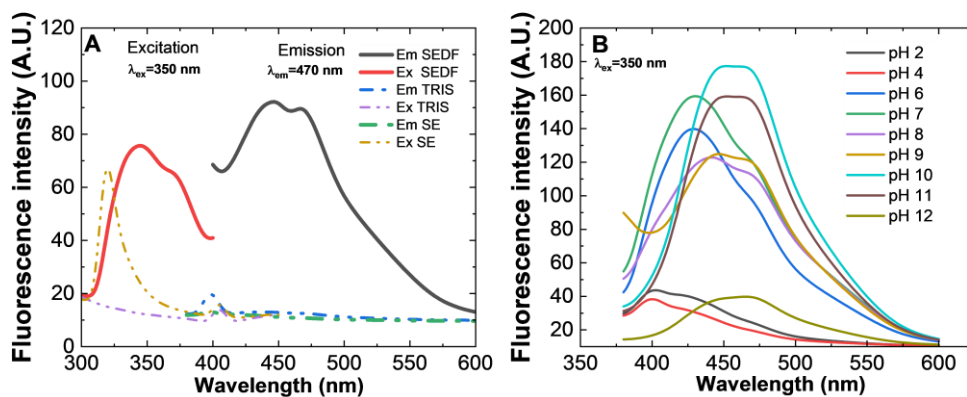 A
Excitation
λex=350 nm
Emission
λem=470 nm
Em SEDF
Ex SEDF
Em TRIS
Ex TRIS
Em SE
Ex SE
Fluorescence intensity (A.U.)
120
100
80
60
40
20
0
300 350 400 450 500 550 600
Wavelength (nm)
B
λex=350 nm
pH 2
pH 4
pH 6
pH 7
pH 8
pH 9
pH 10
pH 11
pH 12
Fluorescence intensity (A.U.)
200
180
160
140
120
100
80
60
40
20
350 400 450 500 550 600
Wavelength (nm)